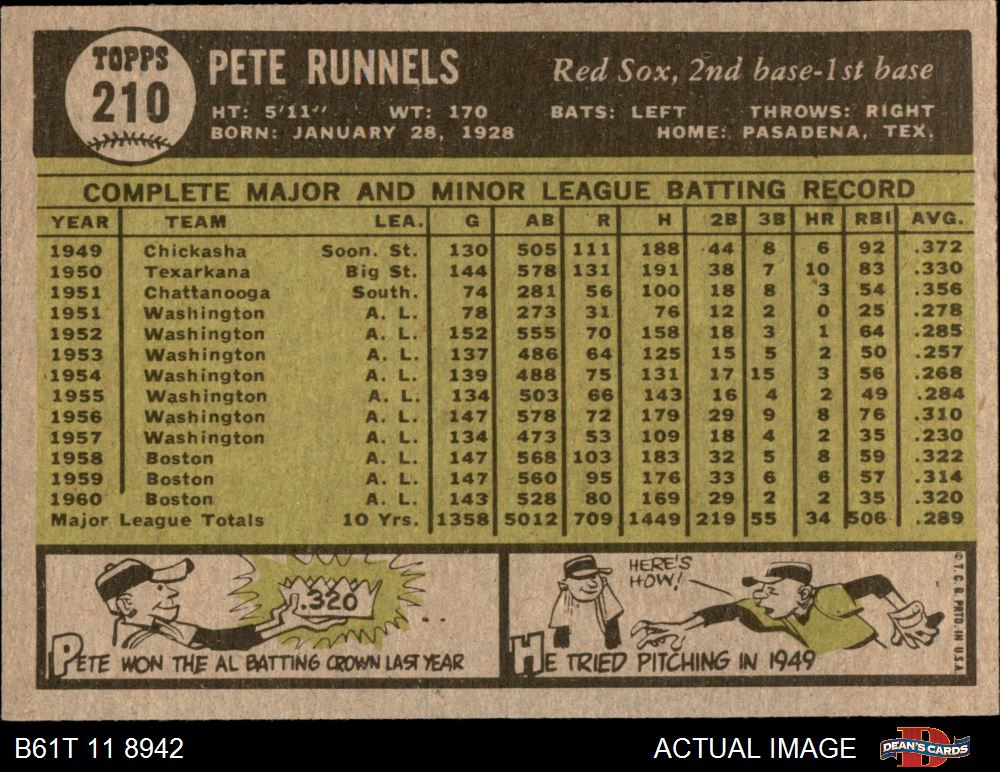 TOPPS
210
PETE RUNNELS
Red Sox, 2nd base-1st base
HT: 5'11" WT: 170 BATS: LEFT THROWS: RIGHT
BORN: JANUARY 28, 1928 HOME: PASADENA, TEX.
COMPLETE MAJOR AND MINOR LEAGUE BATTING RECORD
YEAR TEAM LEA. G AB R H 2B 3B HR RBI AVG.
1949 Chickasha Soon. St. 130 505 111 188 44 8 6 92 .372
1950 Texarkana Big St. 144 578 131 191 38 7 10 83 .330
1951 Chattanooga South. 74 281 56 100 18 8 3 54 .356
1951 Washington A. L. 78 273 31 76 12 2 0 25 .278
1952 Washington A. L. 152 555 70 158 18 3 1 64 .285
1953 Washington A. L. 137 486 64 125 15 5 2 50 .257
1954 Washington A. L. 139 488 75 131 17 15 3 56 .268
1955 Washington A. L. 134 503 66 143 16 4 2 49 .284
1956 Washington A. L. 147 578 72 179 29 9 8 76 .310
1957 Washington A. L. 134 473 53 109 18 4 2 35 .230
1958 Boston A. L. 147 568 103 183 32 5 8 59 .322
1959 Boston A. L. 147 560 95 176 33 6 6 57 .314
1960 Boston A. L. 143 528 80 169 29 2 2 35 .320
Major League Totals 10 Yrs. 1358 5012 709 1449 219 55 34 506 .289
.320
PETE WON THE AL BATTING CROWN LAST YEAR
HERE'S
HOW!
HE TRIED PITCHING IN 1949
© T. C. G. PRTD. IN U.S.A.
B61T 11 8942
ACTUAL IMAGE
D
DEAN'S CARDS